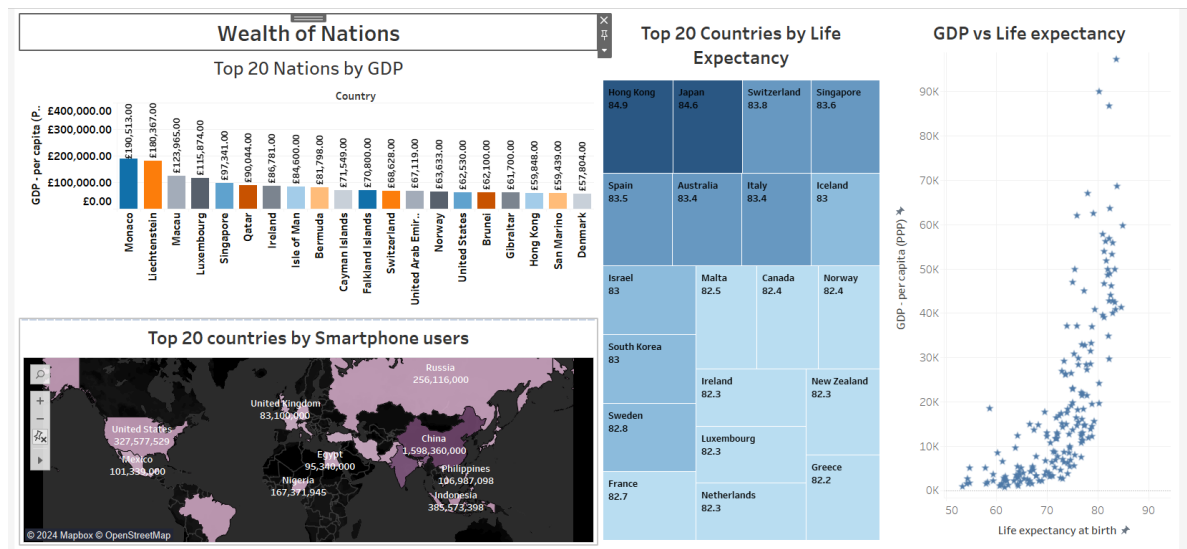 Wealth of Nations
Top 20 Nations by GDP
Country
GDP - per capita (P..
£400,000.00
£300,000.00
£200,000.00
£100,000.00
£0.00
£190,513.00
£180,367.00
£123,965.00
£115,874.00
£97,341.00
£90,044.00
£86,781.00
£84,600.00
£81,798.00
£71,549.00
£70,800.00
£68,628.00
£67,119.00
£63,633.00
£62,530.00
£62,100.00
£61,700.00
£59,848.00
£59,439.00
£57,804.00
Monaco
Liechtenstein
Macau
Luxembourg
Singapore
Qatar
Ireland
Isle of Man
Bermuda
Cayman Islands
Falkland Islands
Switzerland
United Arab Emir..
Norway
United States
Brunei
Gibraltar
Hong Kong
San Marino
Denmark
Top 20 countries by Smartphone users
Russia
256,116,000
United Kingdom
83,100,000
United States
327,577,529
China
1,598,360,000
Mexico
101,339,000
Egypt
95,340,000
Nigeria
167,371,945
Philippines
106,987,098
Indonesia
385,573,398
© 2024 Mapbox © OpenStreetMap
Top 20 Countries by Life
Expectancy
Hong Kong
84.9
Japan
84.6
Switzerland
83.8
Singapore
83.6
Spain
83.5
Australia
83.4
Italy
83.4
Iceland
83
Israel
83
Malta
82.5
Canada
82.4
Norway
82.4
South Korea
83
Ireland
82.3
New Zealand
82.3
Sweden
82.8
Luxembourg
82.3
France
82.7
Greece
82.2
Netherlands
82.3
GDP vs Life expectancy
GDP - per capita (PPP)
90K
80K
70K
60K
50K
40K
30K
20K
10K
0K
50
60
70
80
90
Life expectancy at birth